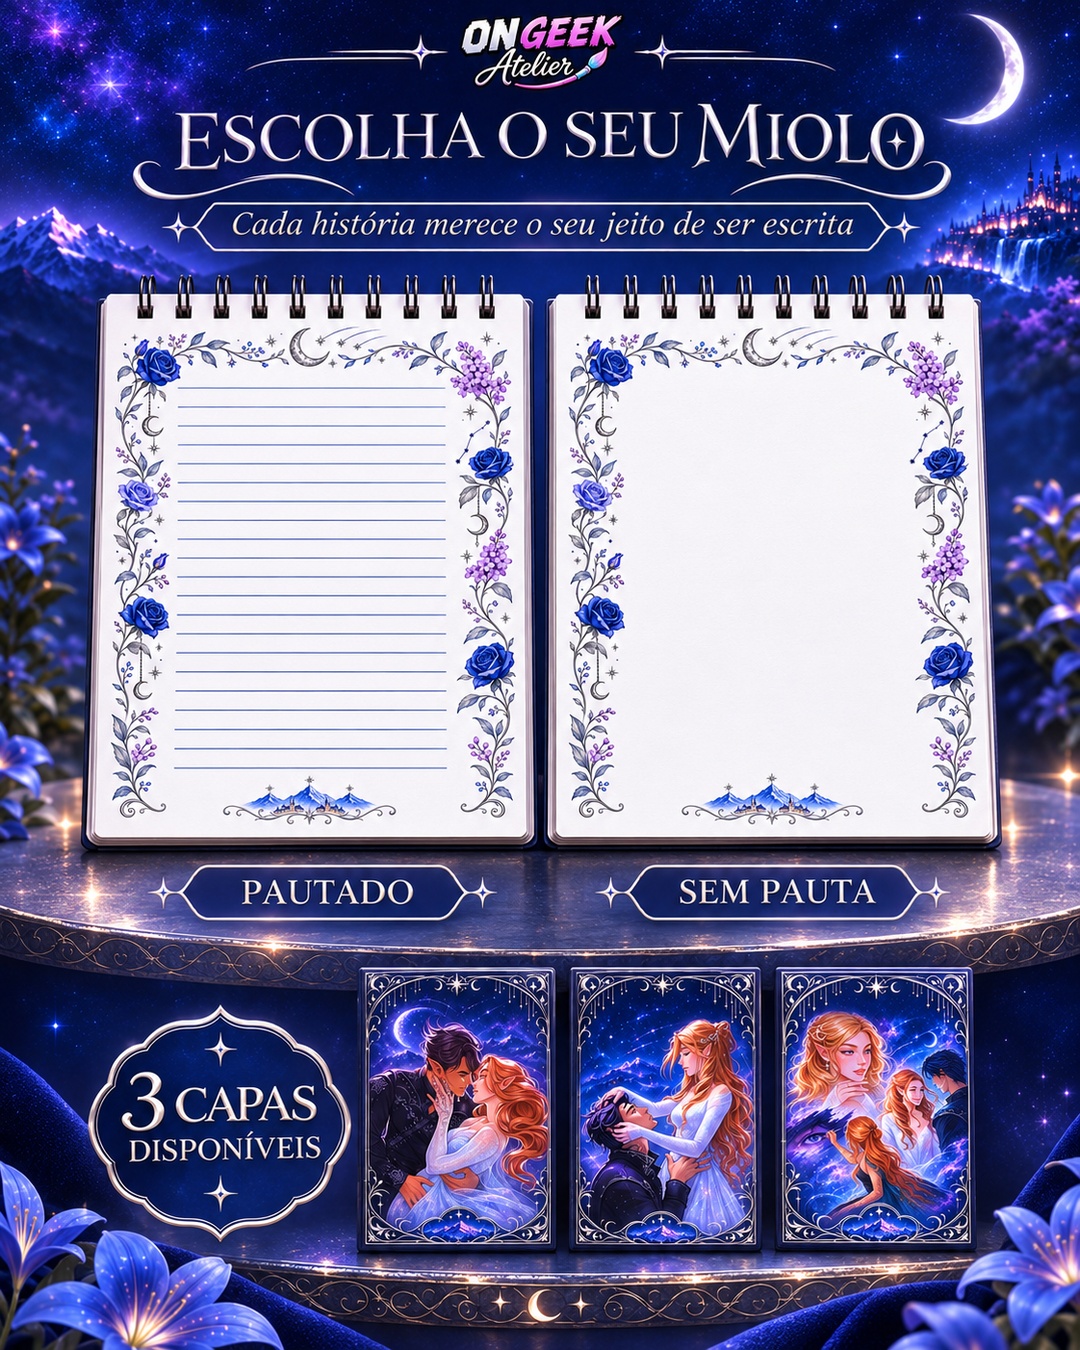 ONGEEK
Atelier
ESCOLHA O SEU MIOLO
Cada história merece o seu jeito de ser escrita
PAUTADO
SEM PAUTA
3 CAPAS
DISPONÍVEIS